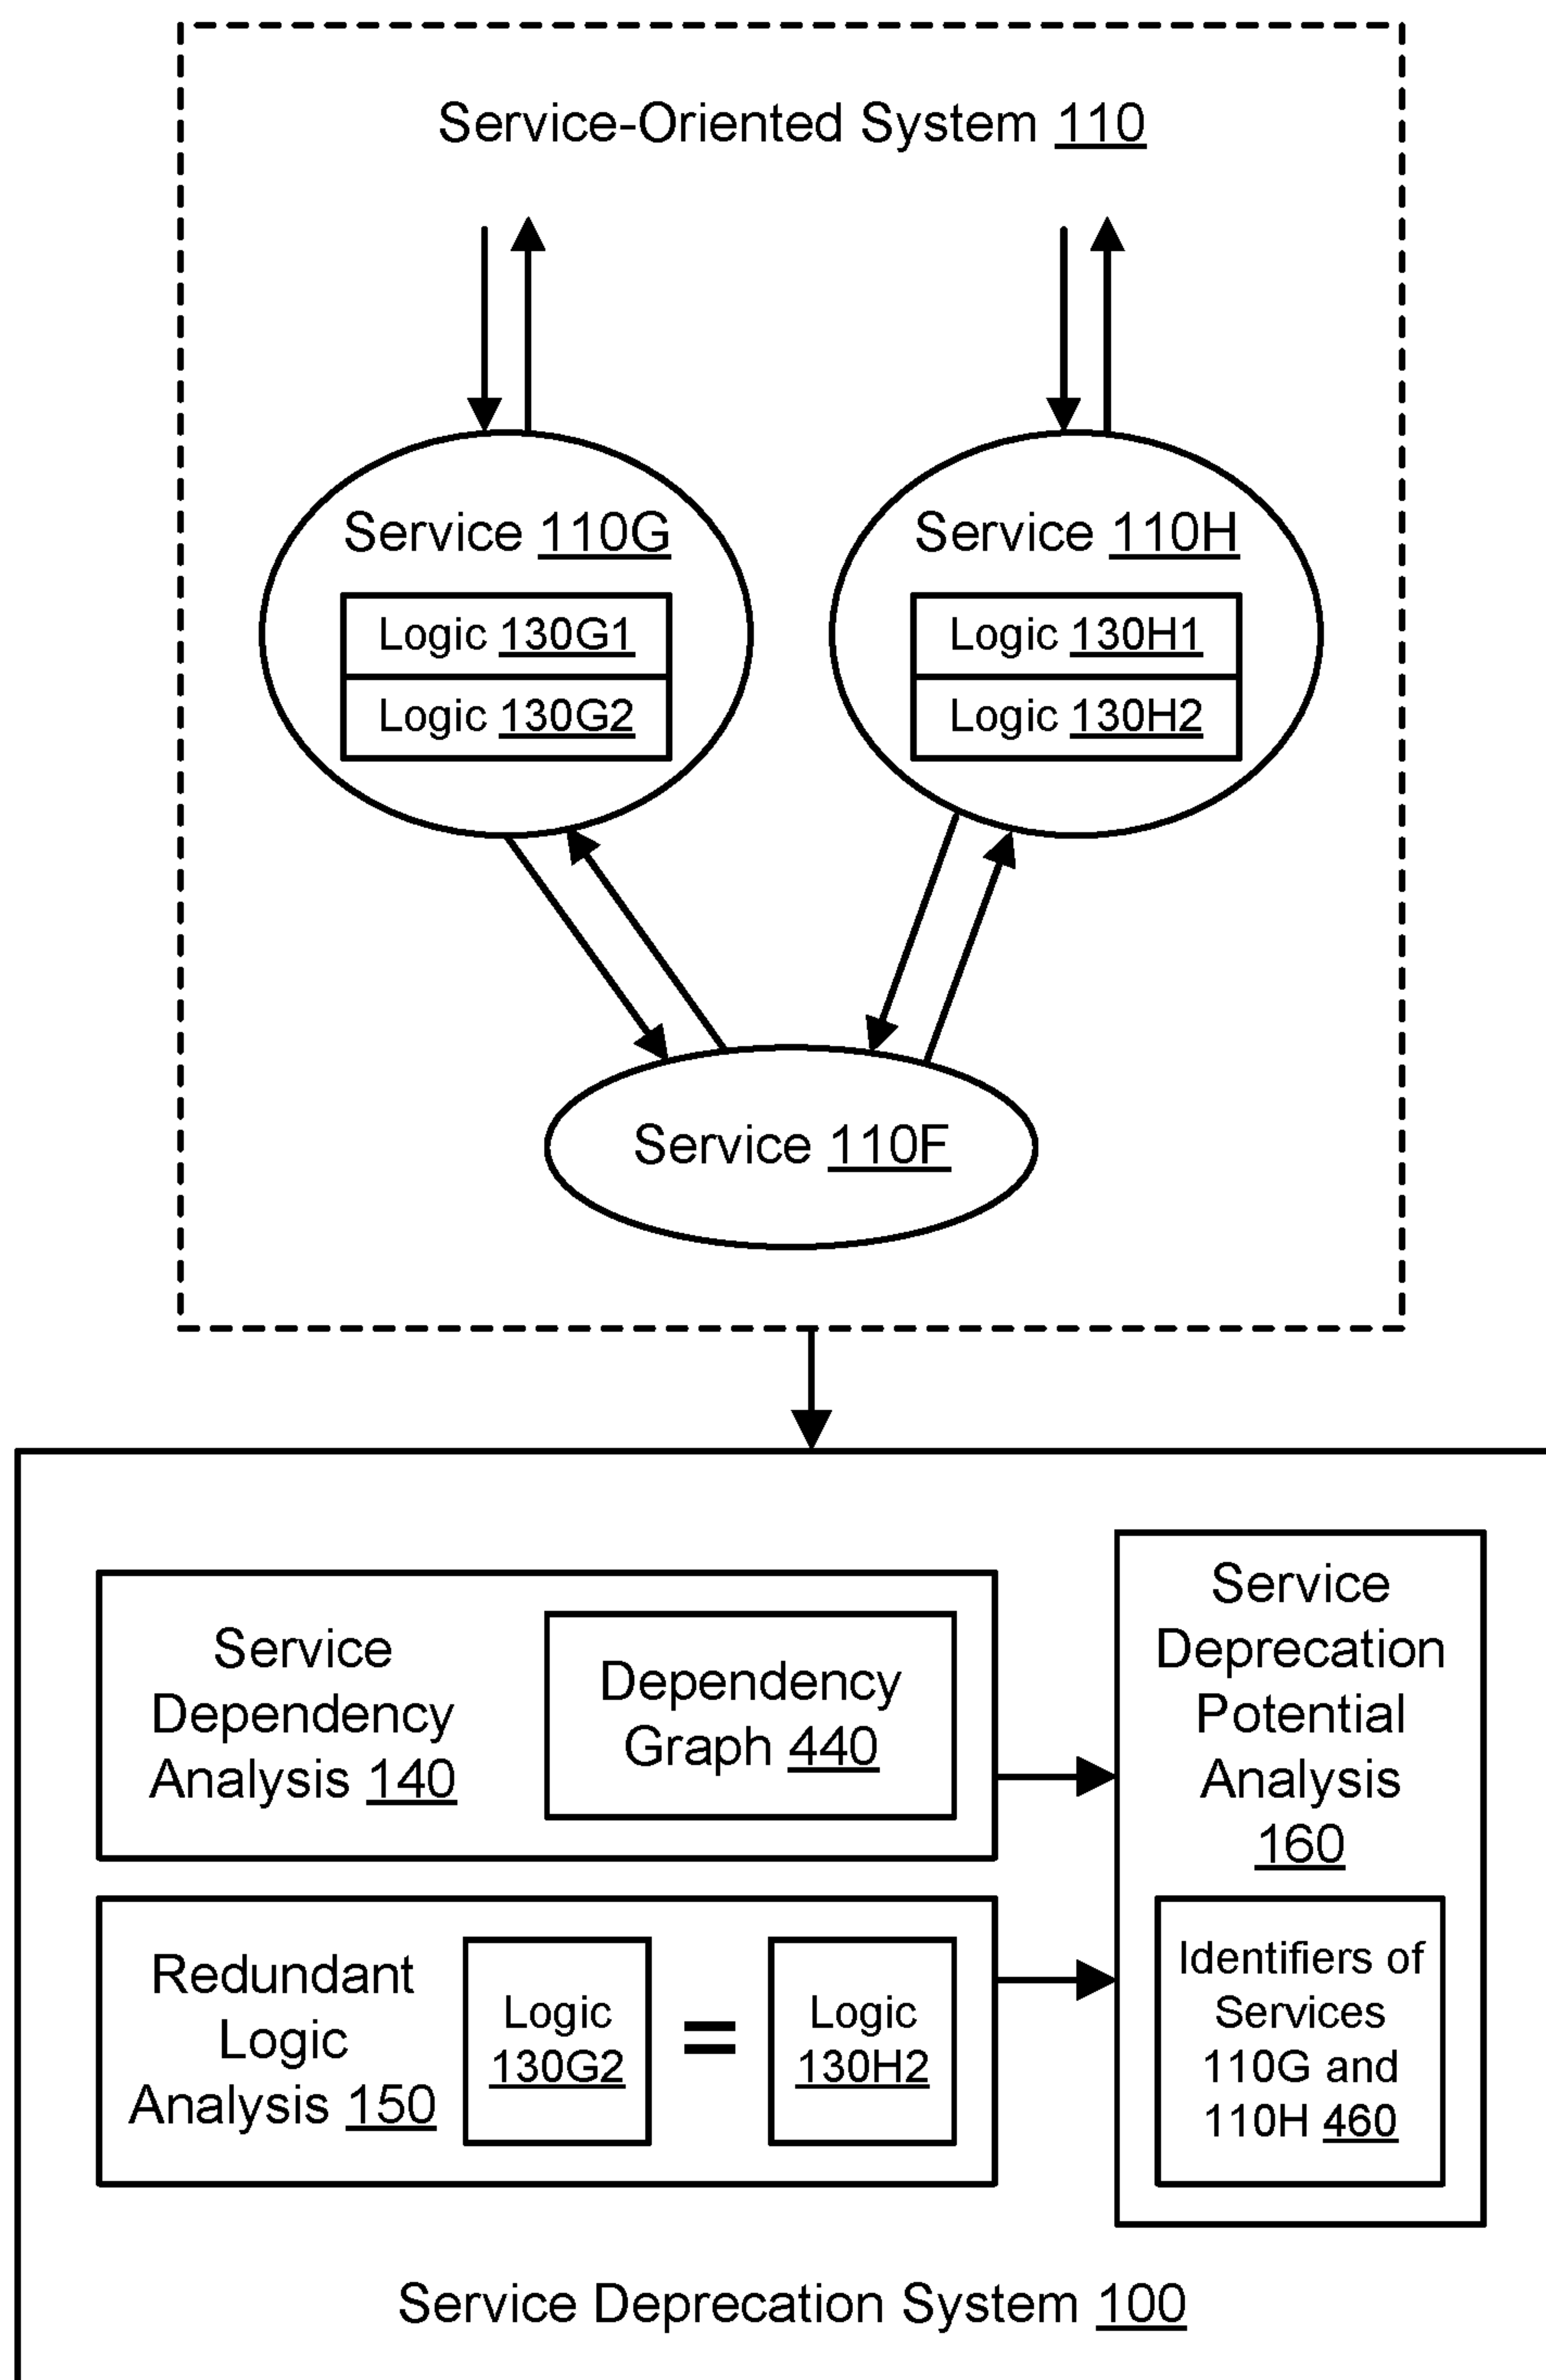 Service-Oriented System 110
Service 110G
Logic 130G1
Logic 130G2
Service 110H
Logic 130H1
Logic 130H2
Service 110F
Service
Dependency
Analysis 140
Dependency
Graph 440
Redundant
Logic
Analysis 150
Logic
130G2
=
Logic
130H2
Service
Deprecation
Potential
Analysis
160
Identifiers of
Services
110G and
110H 460
Service Deprecation System 100